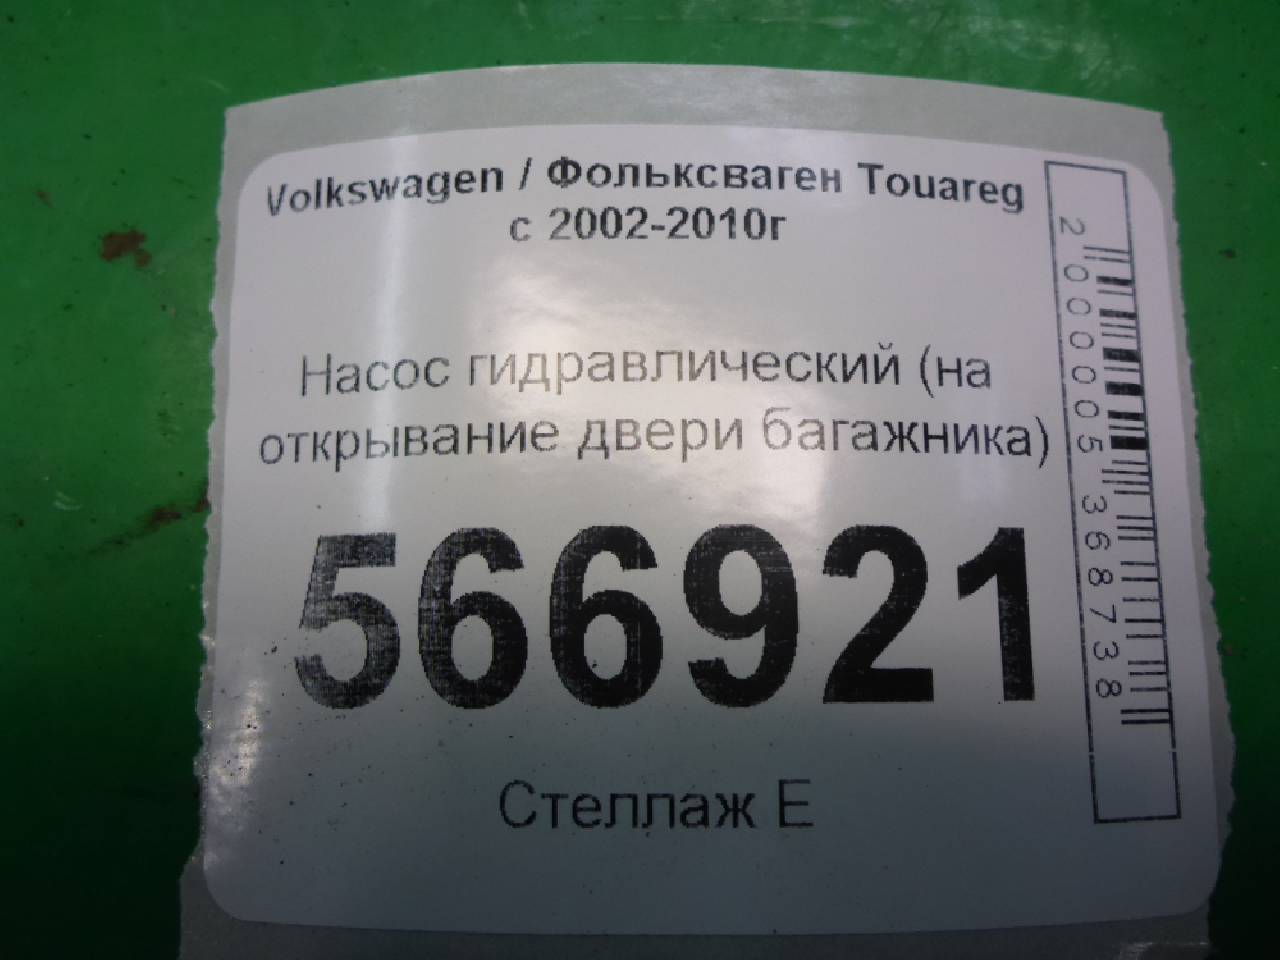 Volkswagen / Фольксваген Touareg
с 2002-2010г
Насос гидравлический (на
открывание двери багажника)
566921
Стеллаж Е
2000005368738